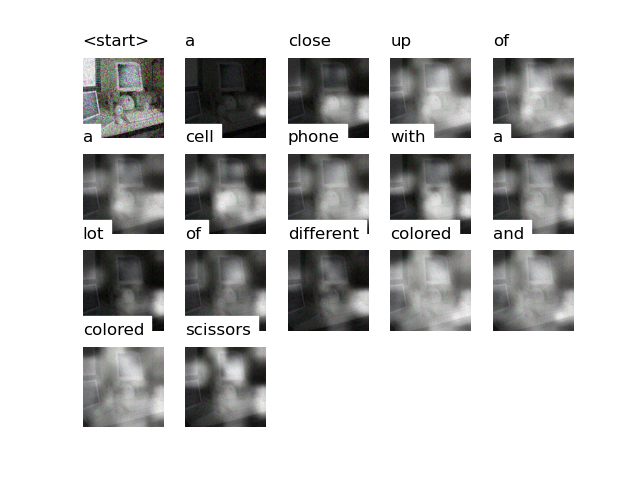 <start> a close up of
a cell phone with a
lot of different colored and
colored scissors